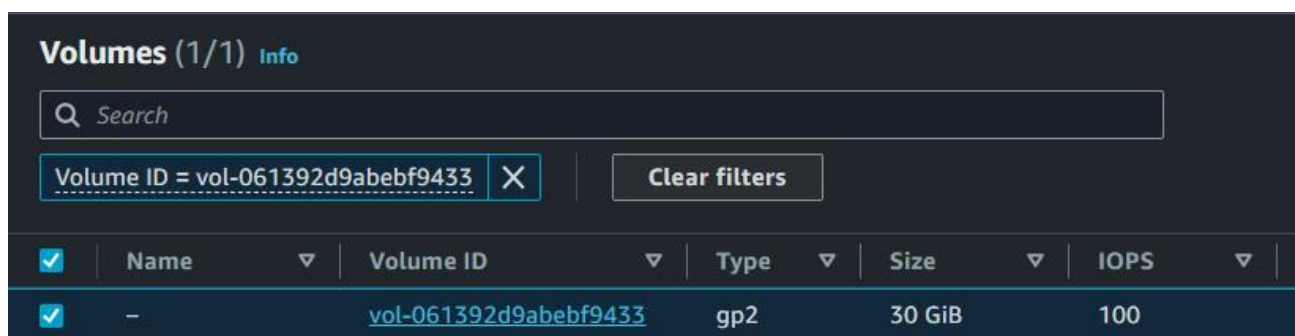 Volumes (1/1) Info
Search
Volume ID = vol-061392d9abebf9433 Clear filters
Name Volume ID Type Size IOPS
– vol-061392d9abebf9433 gp2 30 GiB 100